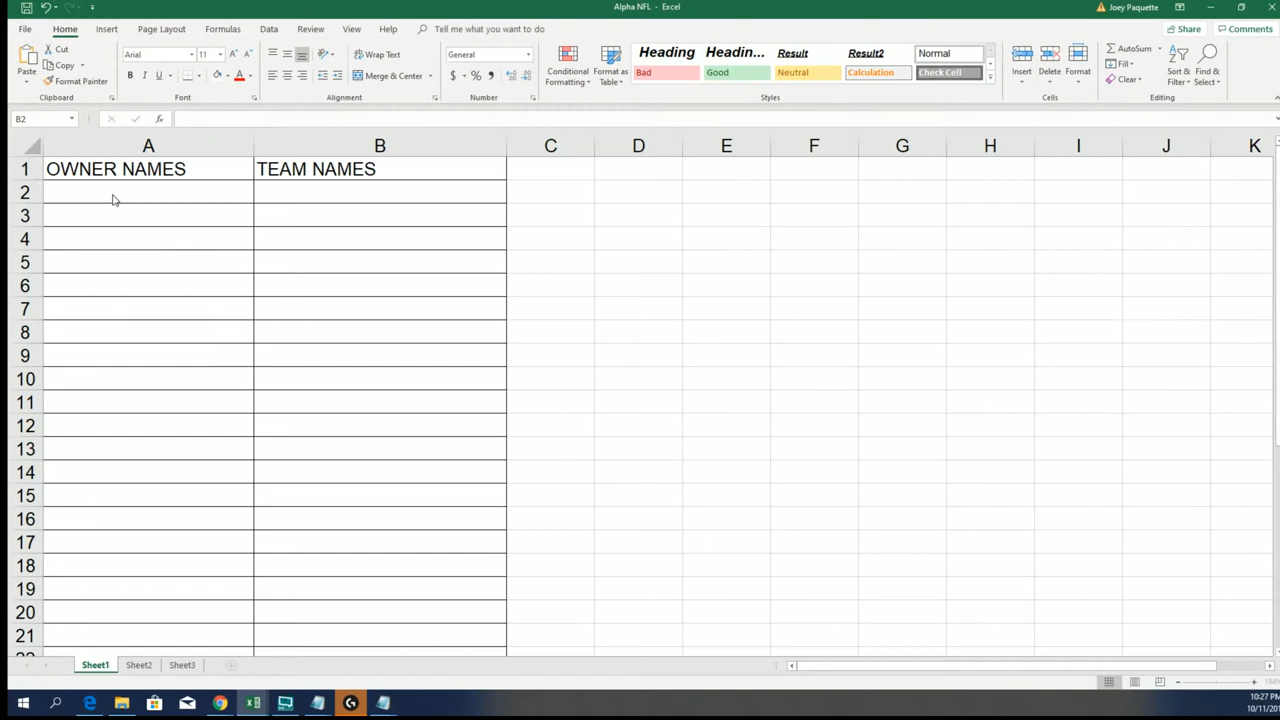 Alpha NFL - Excel
Joey Paquette
File Home Insert Page Layout Formulas Data Review View Help Tell me what you want to do
Share Comments
Paste
Cut
Copy
Format Painter
Clipboard
Arial 11
B I U
Font
Wrap Text
Merge & Center
Alignment
General
$ % ,
Number
Conditional Formatting
Format as Table
Heading Headin... Result Result2 Normal
Bad Good Neutral Calculation Check Cell
Styles
Insert Delete Format
Cells
AutoSum
Fill
Clear
Sort & Filter
Find & Select
Editing
B2
fx
A B C D E F G H I J K
1 OWNER NAMES TEAM NAMES
2
3
4
5
6
7
8
9
10
11
12
13
14
15
16
17
18
19
20
21
Sheet1 Sheet2 Sheet3
10:27 PM